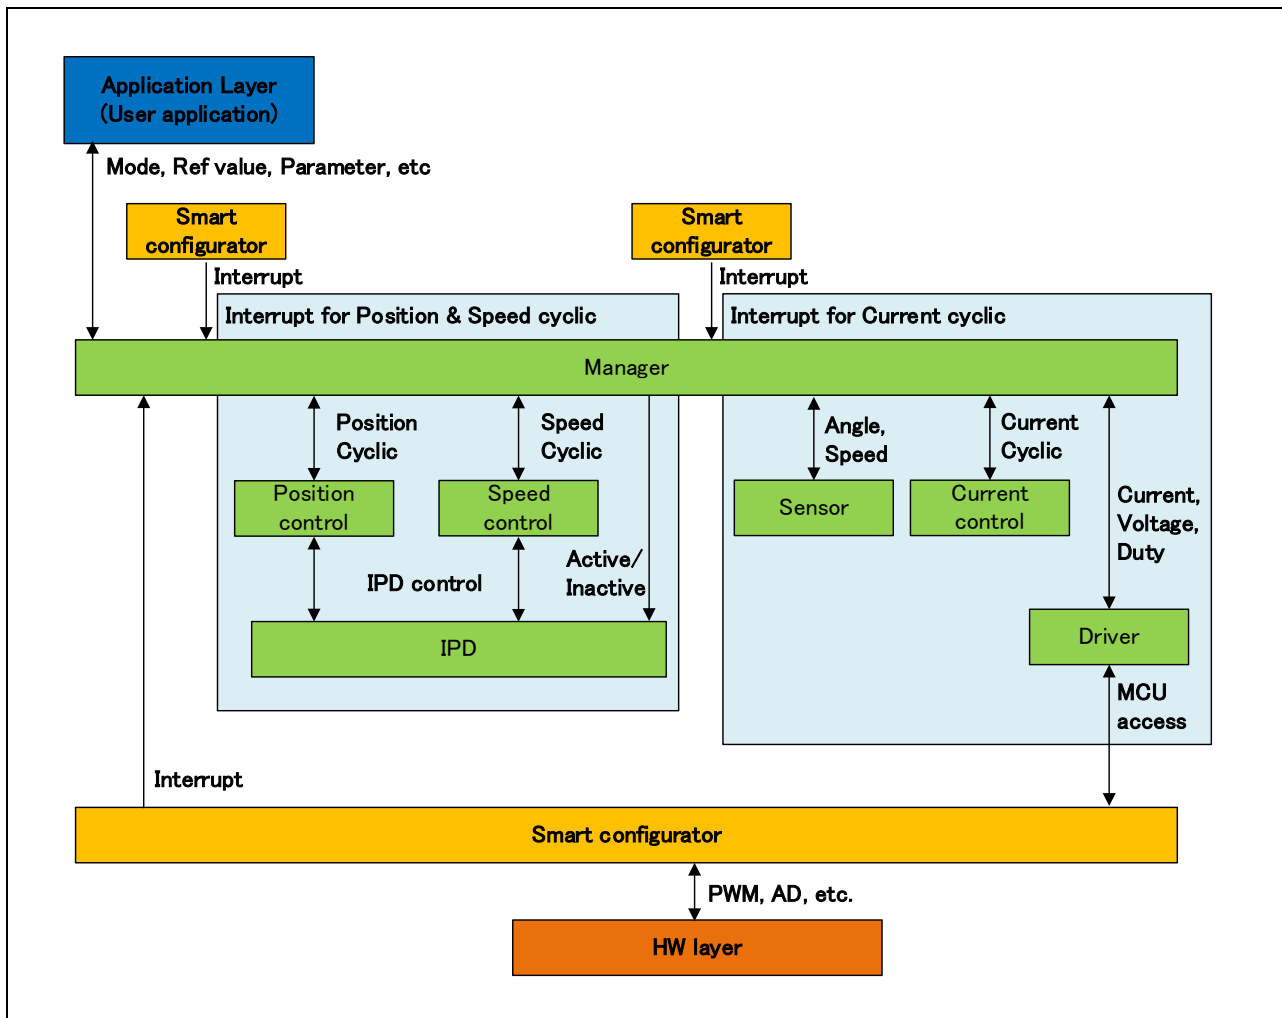 Application Layer
(User application)
Mode, Ref value, Parameter, etc
Smart
configurator
Smart
configurator
Interrupt
Interrupt
Interrupt for Position & Speed cyclic
Interrupt for Current cyclic
Manager
Position
Cyclic
Speed
Cyclic
Angle,
Speed
Current
Cyclic
Position
control
Speed
control
Sensor
Current
control
Current,
Voltage,
Duty
IPD control
Active/
Inactive
IPD
Driver
MCU
access
Interrupt
Smart configurator
PWM, AD, etc.
HW layer